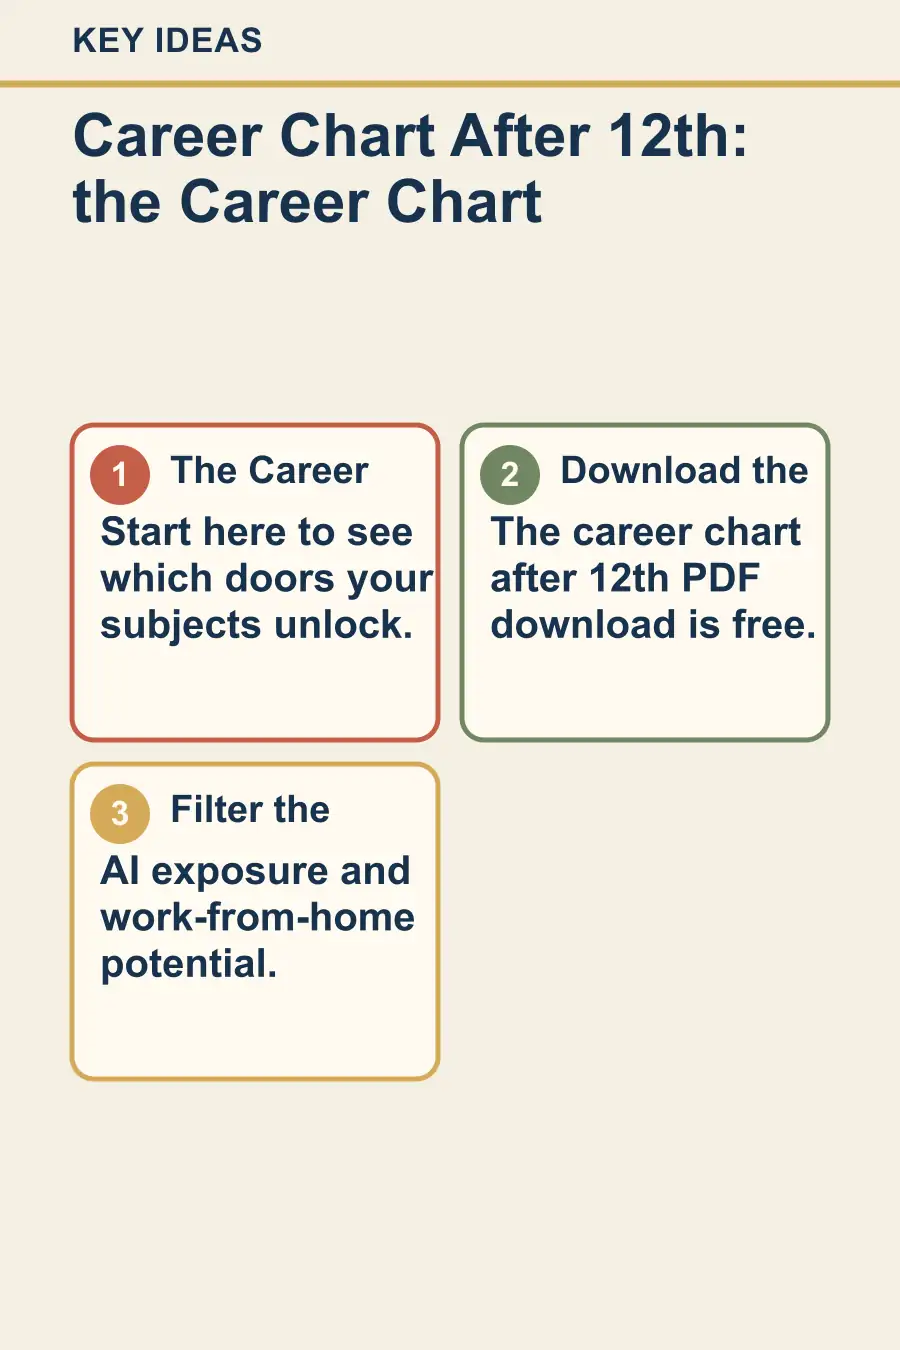 KEY IDEAS
Career Chart After 12th:
the Career Chart
1 The Career
Start here to see
which doors your
subjects unlock.
2 Download the
The career chart
after 12th PDF
download is free.
3 Filter the
AI exposure and
work-from-home
potential.